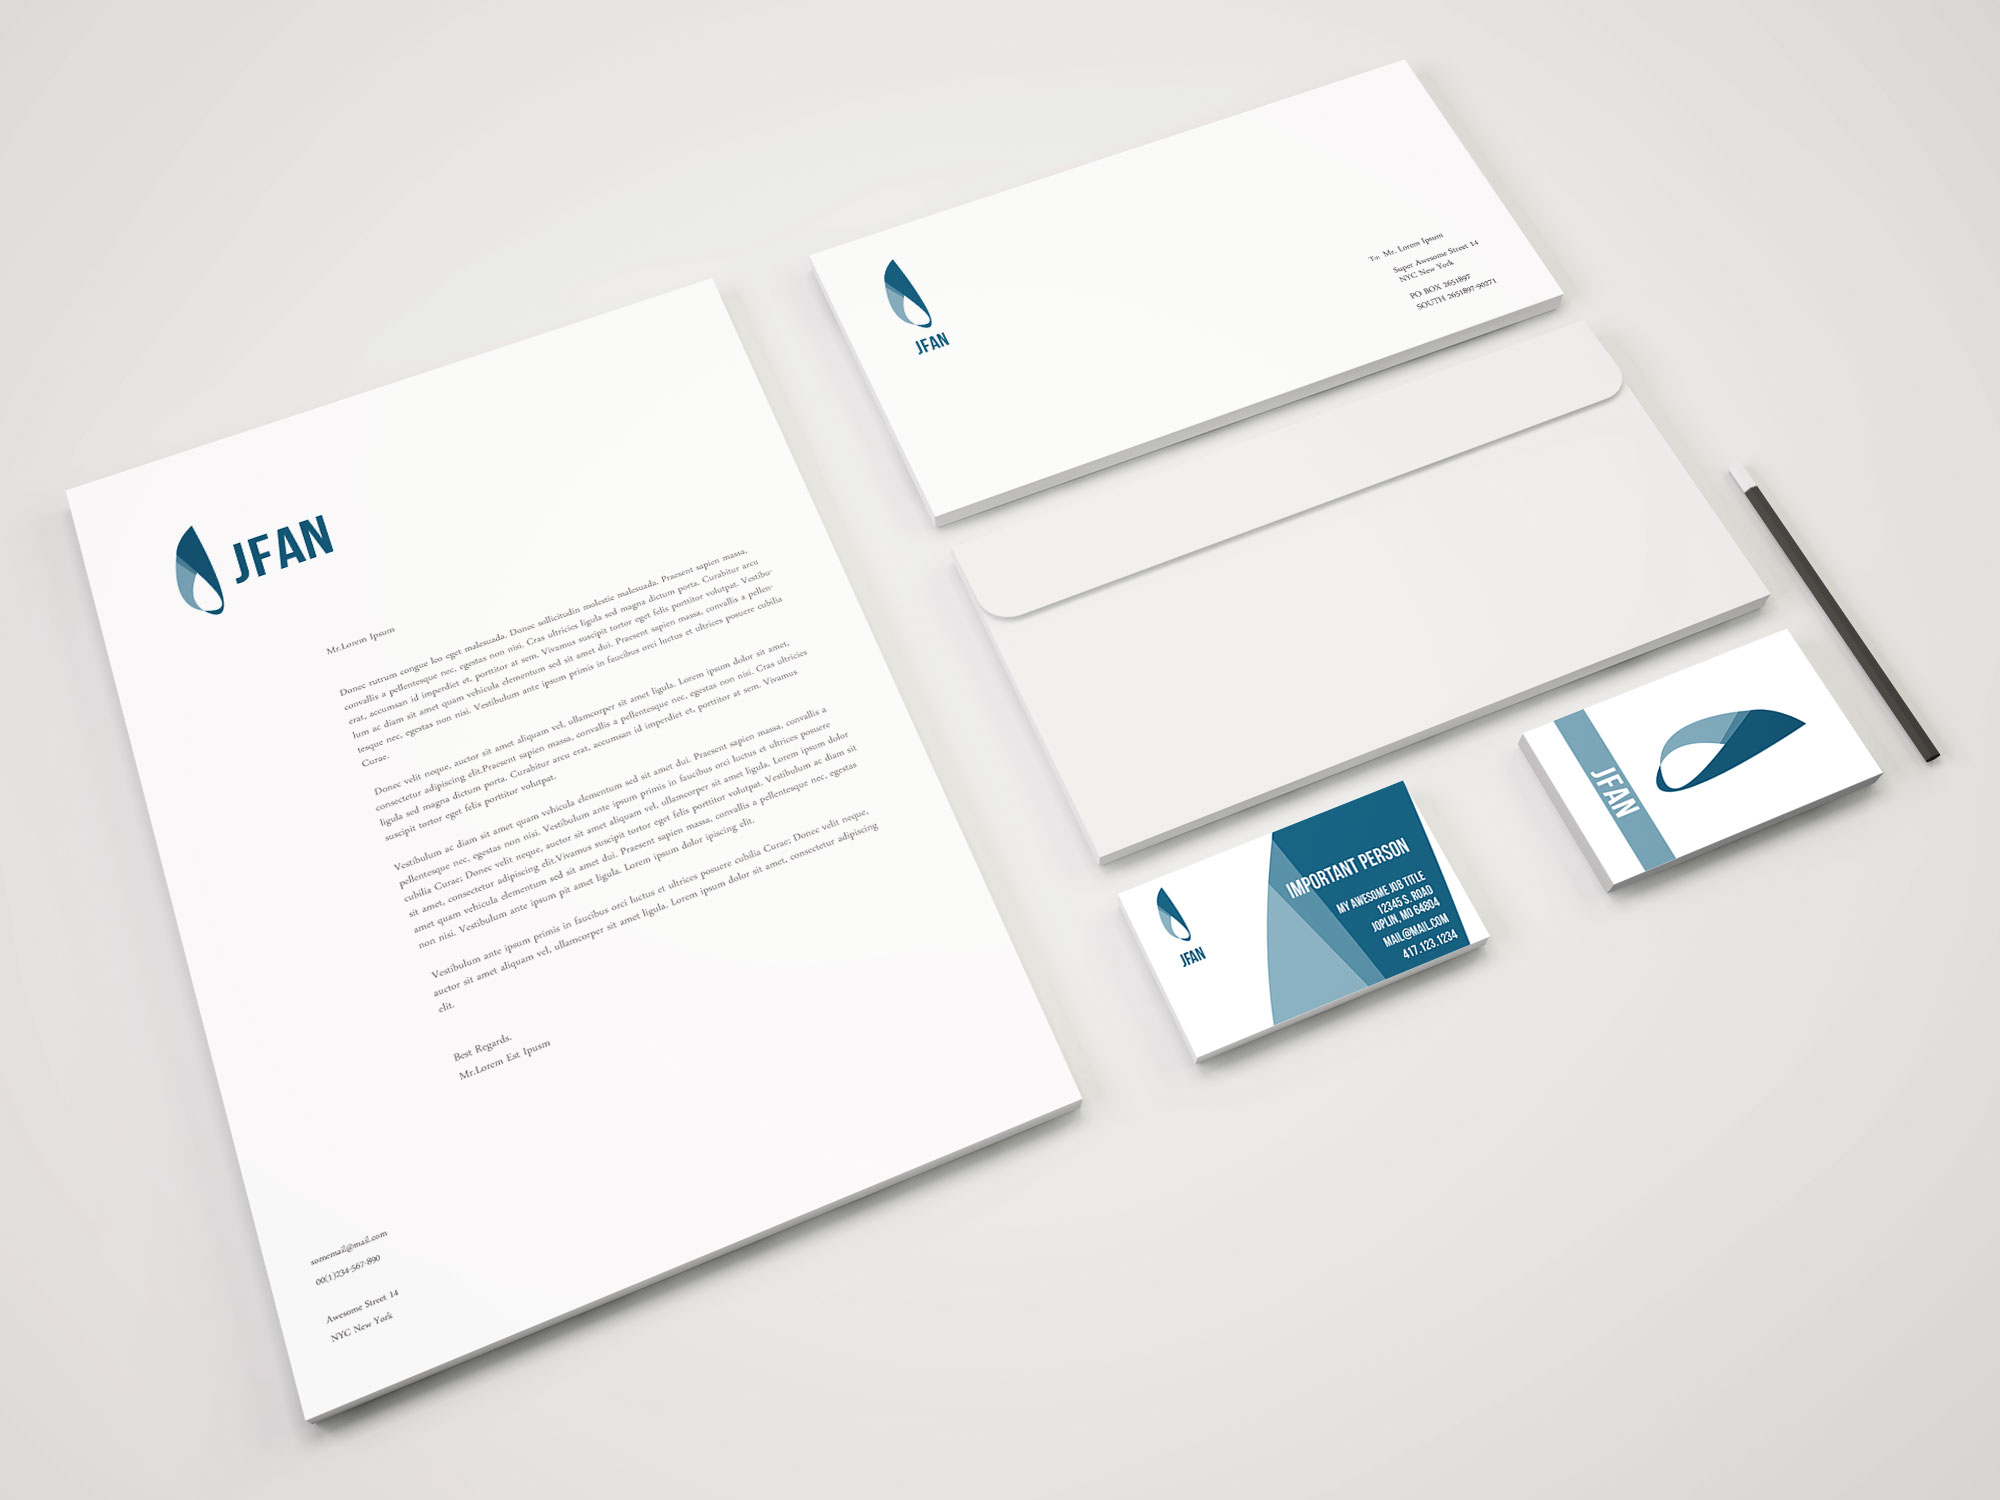 JFAN
Mr.Lorem Ipsum
Donec rutrum congue leo eget malesuada. Donec sollicitudin molestie malesuada. Praesent sapien massa,
convallis a pellentesque nec, egestas non nisi. Cras ultricies ligula sed magna dictum porta. Curabitur arcu
erat, accumsan id imperdiet et, porttitor at sem. Vivamus suscipit tortor eget felis porttitor volutpat. Vestibu-
lum ac diam sit amet quam vehicula elementum sed sit amet dui. Praesent sapien massa, convallis a pellen-
tesque nec, egestas non nisi. Vestibulum ante ipsum primis in faucibus orci luctus et ultrices posuere cubilia
Curae.
Donec velit neque, auctor sit amet aliquam vel, ullamcorper sit amet ligula. Lorem ipsum dolor sit amet,
consectetur adipiscing elit.Praesent sapien massa, convallis a pellentesque nec, egestas non nisi. Cras ultricies
ligula sed magna dictum porta. Curabitur arcu erat, accumsan id imperdiet et, porttitor at sem. Vivamus
suscipit tortor eget felis porttitor volutpat.
Vestibulum ac diam sit amet quam vehicula elementum sed sit amet dui. Praesent sapien massa, convallis a
pellentesque nec, egestas non nisi. Vestibulum ante ipsum primis in faucibus orci luctus et ultrices posuere
cubilia Curae; Donec velit neque, auctor sit amet aliquam vel, ullamcorper sit amet ligula. Lorem ipsum dolor
sit amet, consectetur adipiscing elit.Vivamus suscipit tortor eget felis porttitor volutpat. Vestibulum ac diam sit
amet quam vehicula elementum sed sit amet dui. Praesent sapien massa, convallis a pellentesque nec, egestas
non nisi. Vestibulum ante ipsum pit amet ligula. Lorem ipsum dolor ipiscing elit.
Vestibulum ante ipsum primis in faucibus orci luctus et ultrices posuere cubilia Curae; Donec velit neque,
auctor sit amet aliquam vel, ullamcorper sit amet ligula. Lorem ipsum dolor sit amet, consectetur adipiscing
elit.
Best Regards.
Mr.Lorem Est Ipusm
somemail@mail.com
00(1)234-567-890
Awesome Street 14
NYC New York
JFAN
To: Mr. Lorem Ipsum
Super Awesome Street 14
NYC New York
PO BOX 2651897
SOUTH 2651897-90271
JFAN
IMPORTANT PERSON
MY AWESOME JOB TITLE
12345 S. ROAD
JOPLIN, MO 64804
MAIL@MAIL.COM
417.123.1234
JFAN